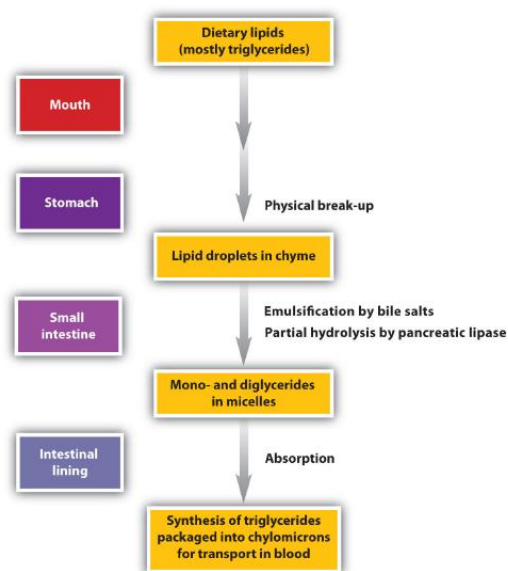 Dietary lipids
(mostly triglycerides)
Mouth
Stomach
Physical break-up
Lipid droplets in chyme
Small
intestine
Emulsification by bile salts
Partial hydrolysis by pancreatic lipase
Mono- and diglycerides
in micelles
Intestinal
lining
Absorption
Synthesis of triglycerides
packaged into chylomicrons
for transport in blood